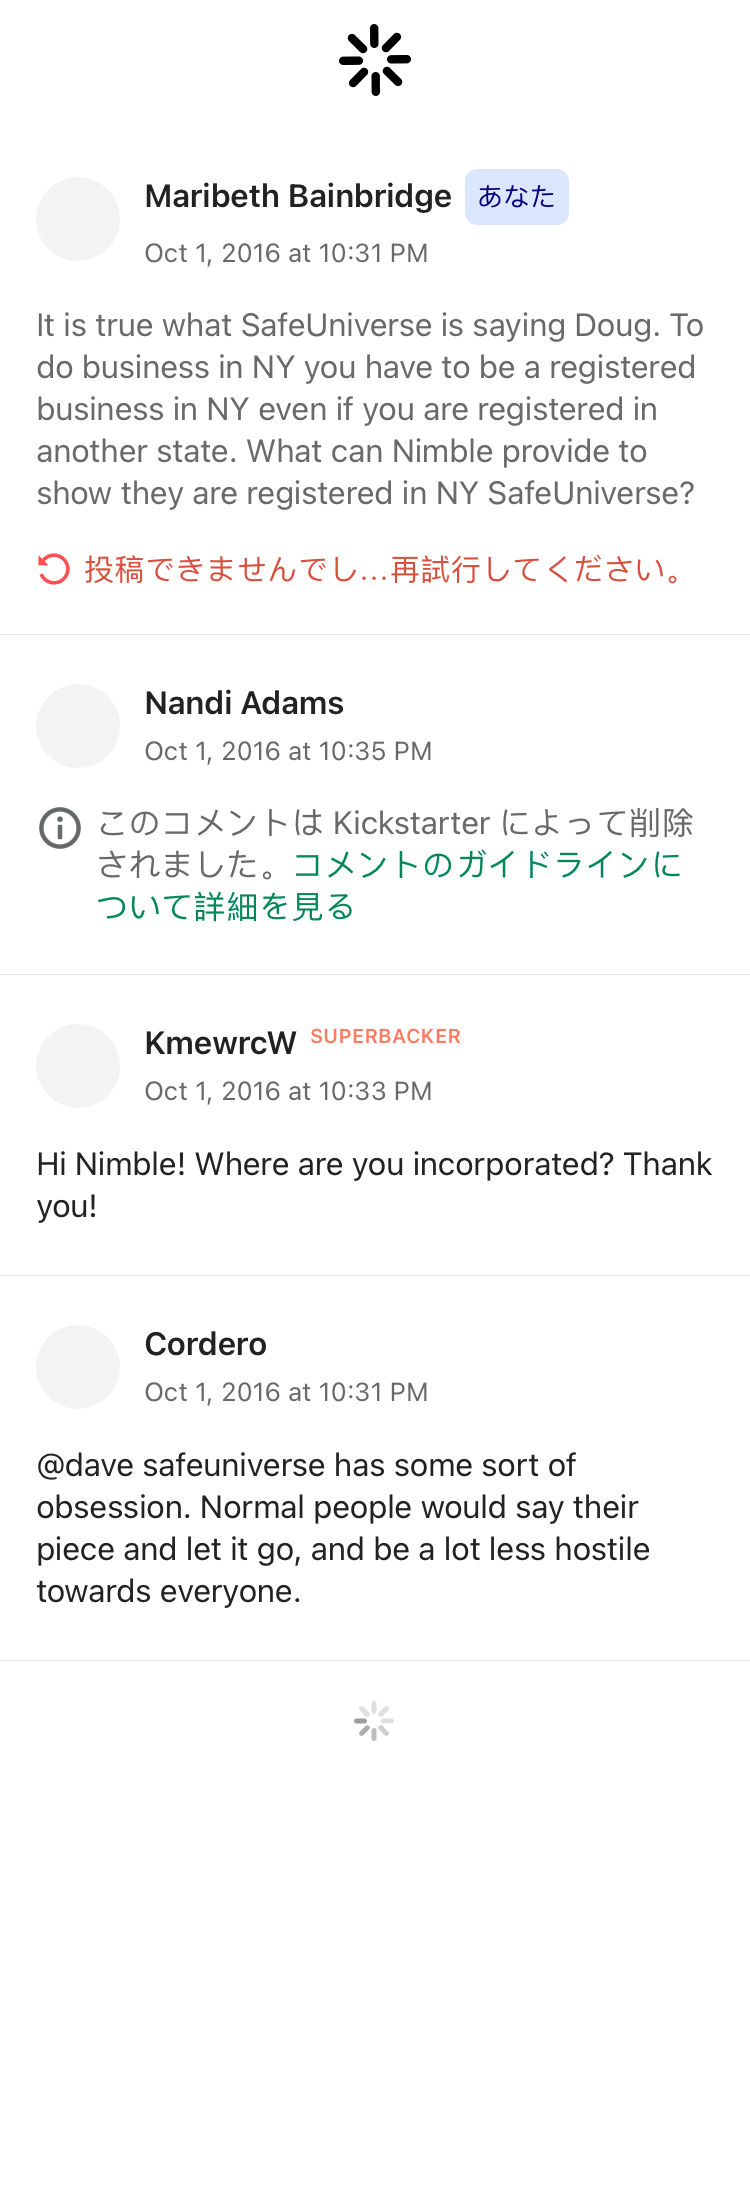 Maribeth Bainbridge あなた
Oct 1, 2016 at 10:31 PM
It is true what SafeUniverse is saying Doug. To
do business in NY you have to be a registered
business in NY even if you are registered in
another state. What can Nimble provide to
show they are registered in NY SafeUniverse?
投稿できませんでし…再試行してください。
Nandi Adams
Oct 1, 2016 at 10:35 PM
このコメントは Kickstarter によって削除
されました。コメントのガイドラインに
ついて詳細を見る
KmewrcW SUPERBACKER
Oct 1, 2016 at 10:33 PM
Hi Nimble! Where are you incorporated? Thank
you!
Cordero
Oct 1, 2016 at 10:31 PM
@dave safeuniverse has some sort of
obsession. Normal people would say their
piece and let it go, and be a lot less hostile
towards everyone.